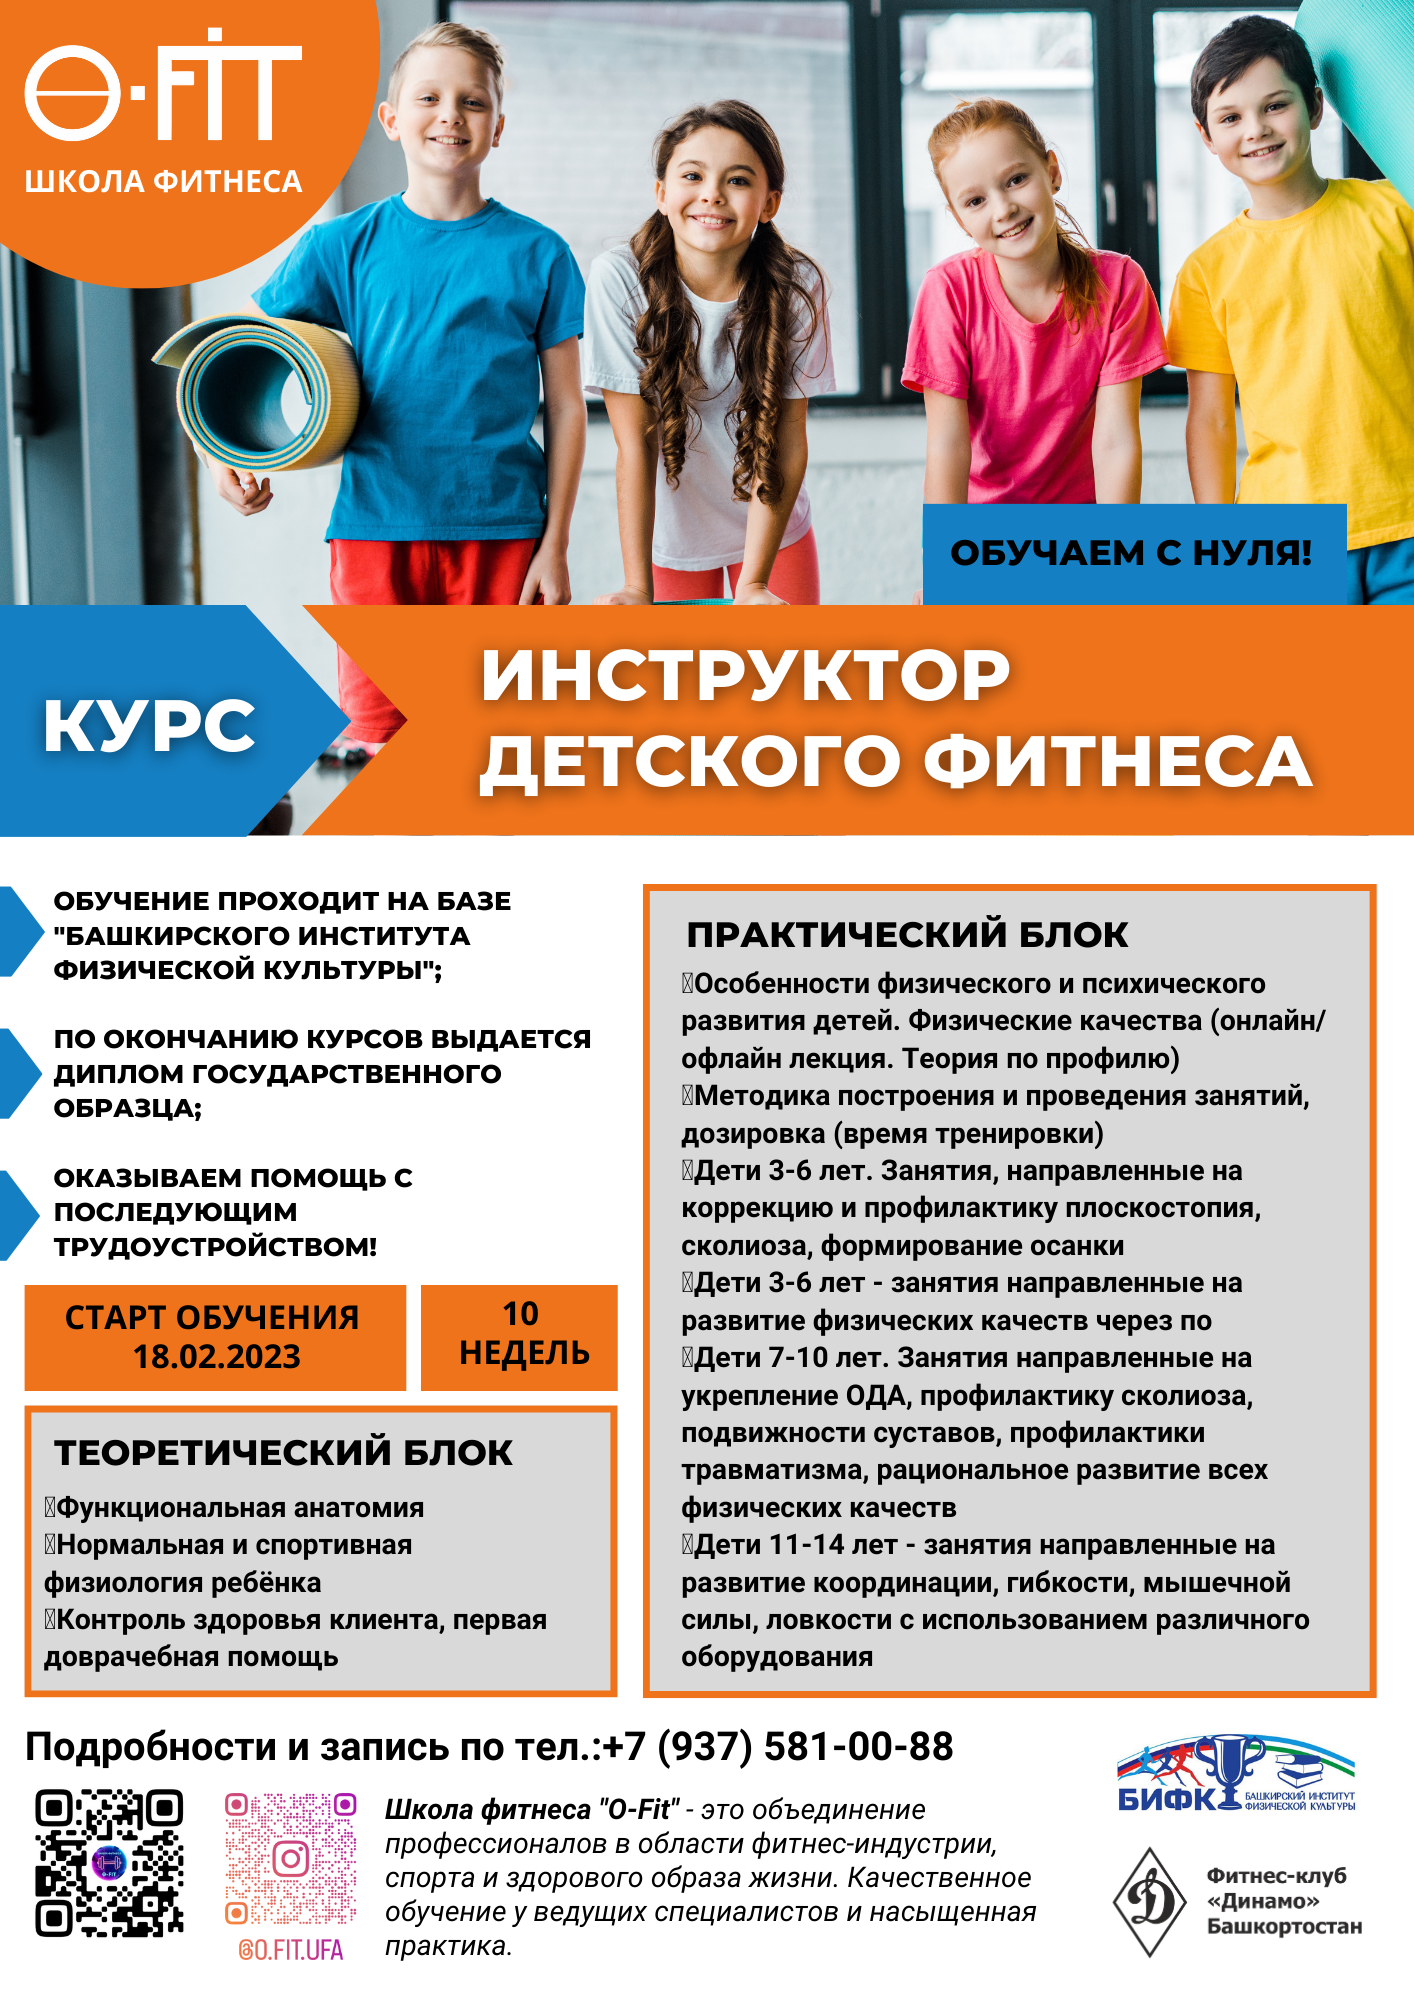 O·FIT
ШКОЛА ФИТНЕСА
ОБУЧАЕМ С НУЛЯ!
КУРС
ИНСТРУКТОР
ДЕТСКОГО ФИТНЕСА
ОБУЧЕНИЕ ПРОХОДИТ НА БАЗЕ
"БАШКИРСКОГО ИНСТИТУТА
ФИЗИЧЕСКОЙ КУЛЬТУРЫ";
ПО ОКОНЧАНИЮ КУРСОВ ВЫДАЕТСЯ
ДИПЛОМ ГОСУДАРСТВЕННОГО
ОБРАЗЦА;
ОКАЗЫВАЕМ ПОМОЩЬ С
ПОСЛЕДУЮЩИМ
ТРУДОУСТРОЙСТВОМ!
СТАРТ ОБУЧЕНИЯ
18.02.2023
10
НЕДЕЛЬ
ТЕОРЕТИЧЕСКИЙ БЛОК
Функциональная анатомия
Нормальная и спортивная
физиология ребёнка
Контроль здоровья клиента, первая
доврачебная помощь
ПРАКТИЧЕСКИЙ БЛОК
Особенности физического и психического
развития детей. Физические качества (онлайн/
офлайн лекция. Теория по профилю)
Методика построения и проведения занятий,
дозировка (время тренировки)
Дети 3-6 лет. Занятия, направленные на
коррекцию и профилактику плоскостопия,
сколиоза, формирование осанки
Дети 3-6 лет - занятия направленные на
развитие физических качеств через по
Дети 7-10 лет. Занятия направленные на
укрепление ОДА, профилактику сколиоза,
подвижности суставов, профилактики
травматизма, рациональное развитие всех
физических качеств
Дети 11-14 лет - занятия направленные на
развитие координации, гибкости, мышечной
силы, ловкости с использованием различного
оборудования
Подробности и запись по тел.:+7 (937) 581-00-88
@O.FIT.UFA
Школа фитнеса "O-Fit" - это объединение
профессионалов в области фитнес-индустрии,
спорта и здорового образа жизни. Качественное
обучение у ведущих специалистов и насыщенная
практика.
БИФК
БАШКИРСКИЙ ИНСТИТУТ
ФИЗИЧЕСКОЙ КУЛЬТУРЫ
Д
Фитнес-клуб
«Динамо»
Башкортостан